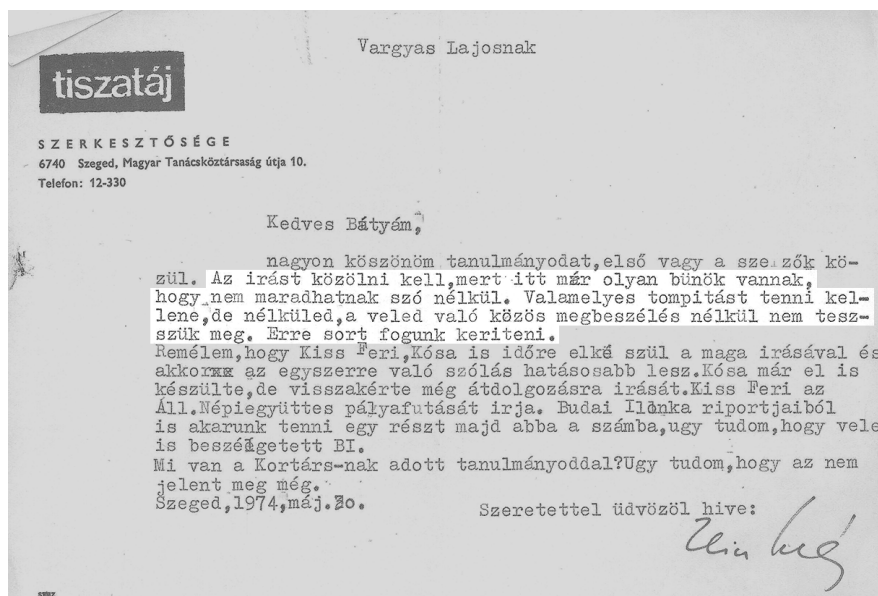 Vargyas Lajosnak
tiszatáj
SZERKESZTŐSÉGE
6740 Szeged, Magyar Tanácsköztársaság útja 10.
Telefon: 12-330
Kedves Bátyám,
nagyon köszönöm tanulmányodat,első vagy a sze zők kö-
zül. Az irást közölni kell,mert itt már olyan bünök vannak,
hogy nem maradhatnak szó nélkül. Valamelyes tompitást tenni kel-
lene,de nélküled,a veled való közös megbeszélés nélkül nem tesz-
szük meg. Erre sort fogunk keriteni.
Remélem,hogy Kiss Feri,Kósa is időre elké szül a maga irásával és
akkorxx az egyszerre való szólás hatásosabb lesz.Kósa már el is
készülte,de visszakérte még átdolgozásra irását.Kiss Feri az
Áll.Népiegyüttes pályafutását irja. Budai Ilonka riportjaiból
is akarunk tenni egy részt majd abba a számba,ugy tudom,hogy vele
is beszélgetett BI.
Mi van a Kortárs-nak adott tanulmányoddal?Ugy tudom,hogy az nem
jelent meg még.
Szeged,1974,máj.30.
Szeretettel üdvözöl hive: